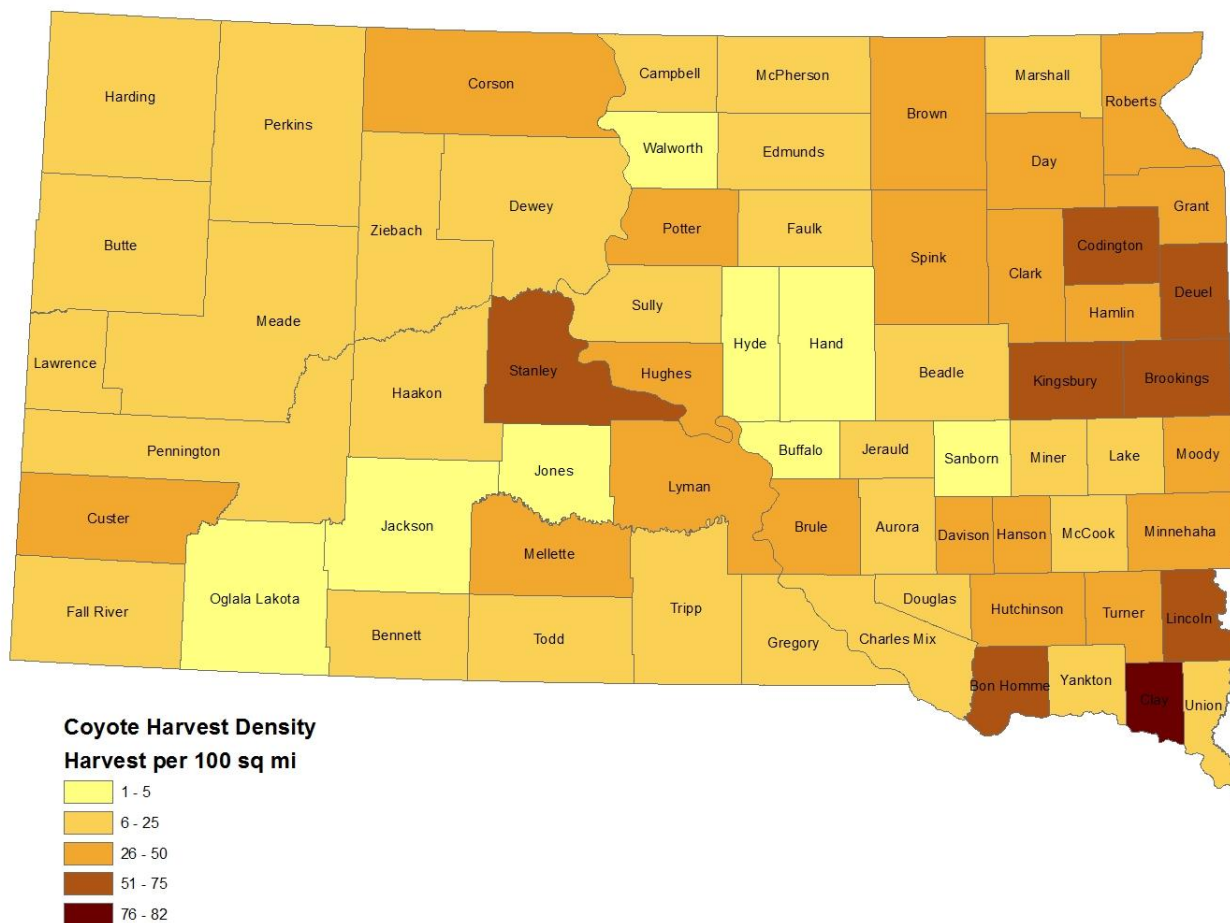 Campbell
McPherson
Marshall
Corson
Harding
Roberts
Brown
Perkins
Walworth
Edmunds
Day
Dewey
Grant
Ziebach
Potter
Faulk
Butte
Codington
Spink
Clark
Deuel
Sully
Hamlin
Meade
Hyde
Hand
Lawrence
Stanley
Hughes
Beadle
Kingsbury
Brookings
Haakon
Pennington
Buffalo
Jerauld
Sanborn
Miner
Lake
Moody
Jones
Lyman
Custer
Jackson
Brule
Aurora
Davison
Hanson
McCook
Minnehaha
Mellette
Oglala Lakota
Douglas
Fall River
Tripp
Hutchinson
Turner
Lincoln
Bennett
Todd
Gregory
Charles Mix
Bon Homme
Yankton
Clay
Union
Coyote Harvest Density
Harvest per 100 sq mi
1 - 5
6 - 25
26 - 50
51 - 75
76 - 82